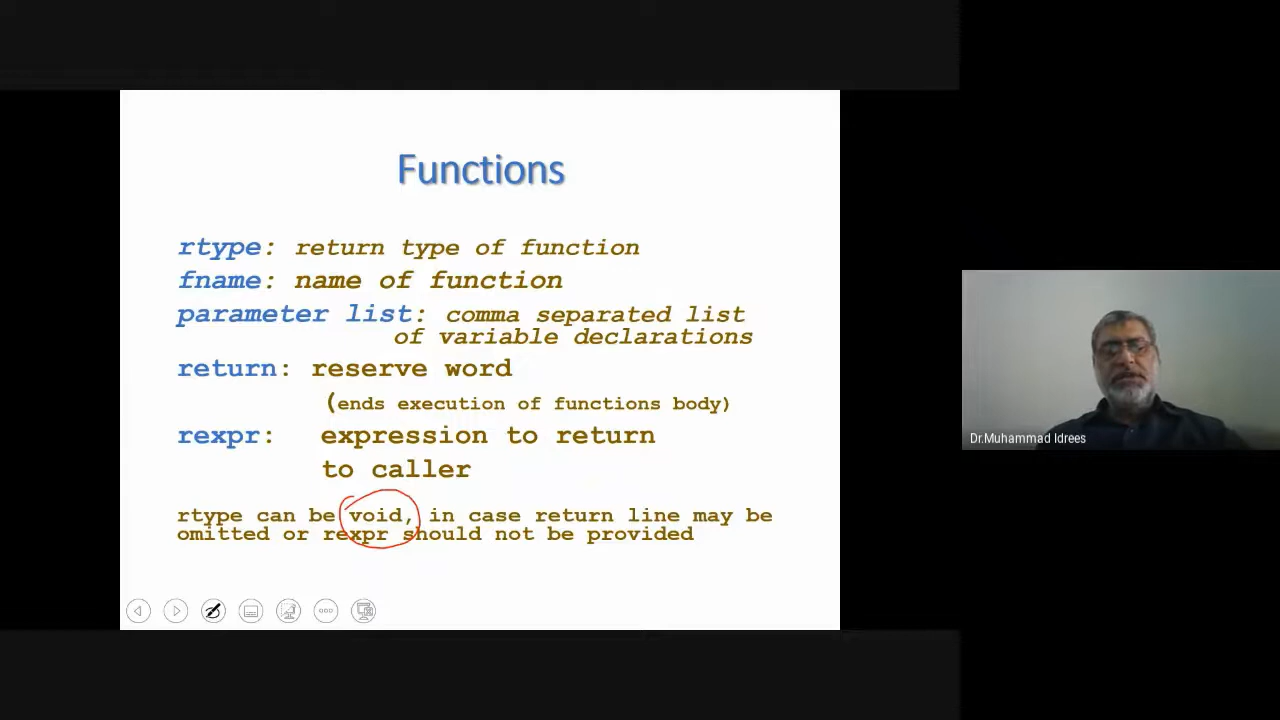 Functions
rtype: return type of function
fname: name of function
parameter list: comma separated list
of variable declarations
return: reserve word
(ends execution of functions body)
rexpr: expression to return
to caller
rtype can be void, in case return line may be
omitted or rexpr should not be provided
Dr.Muhammad Idrees